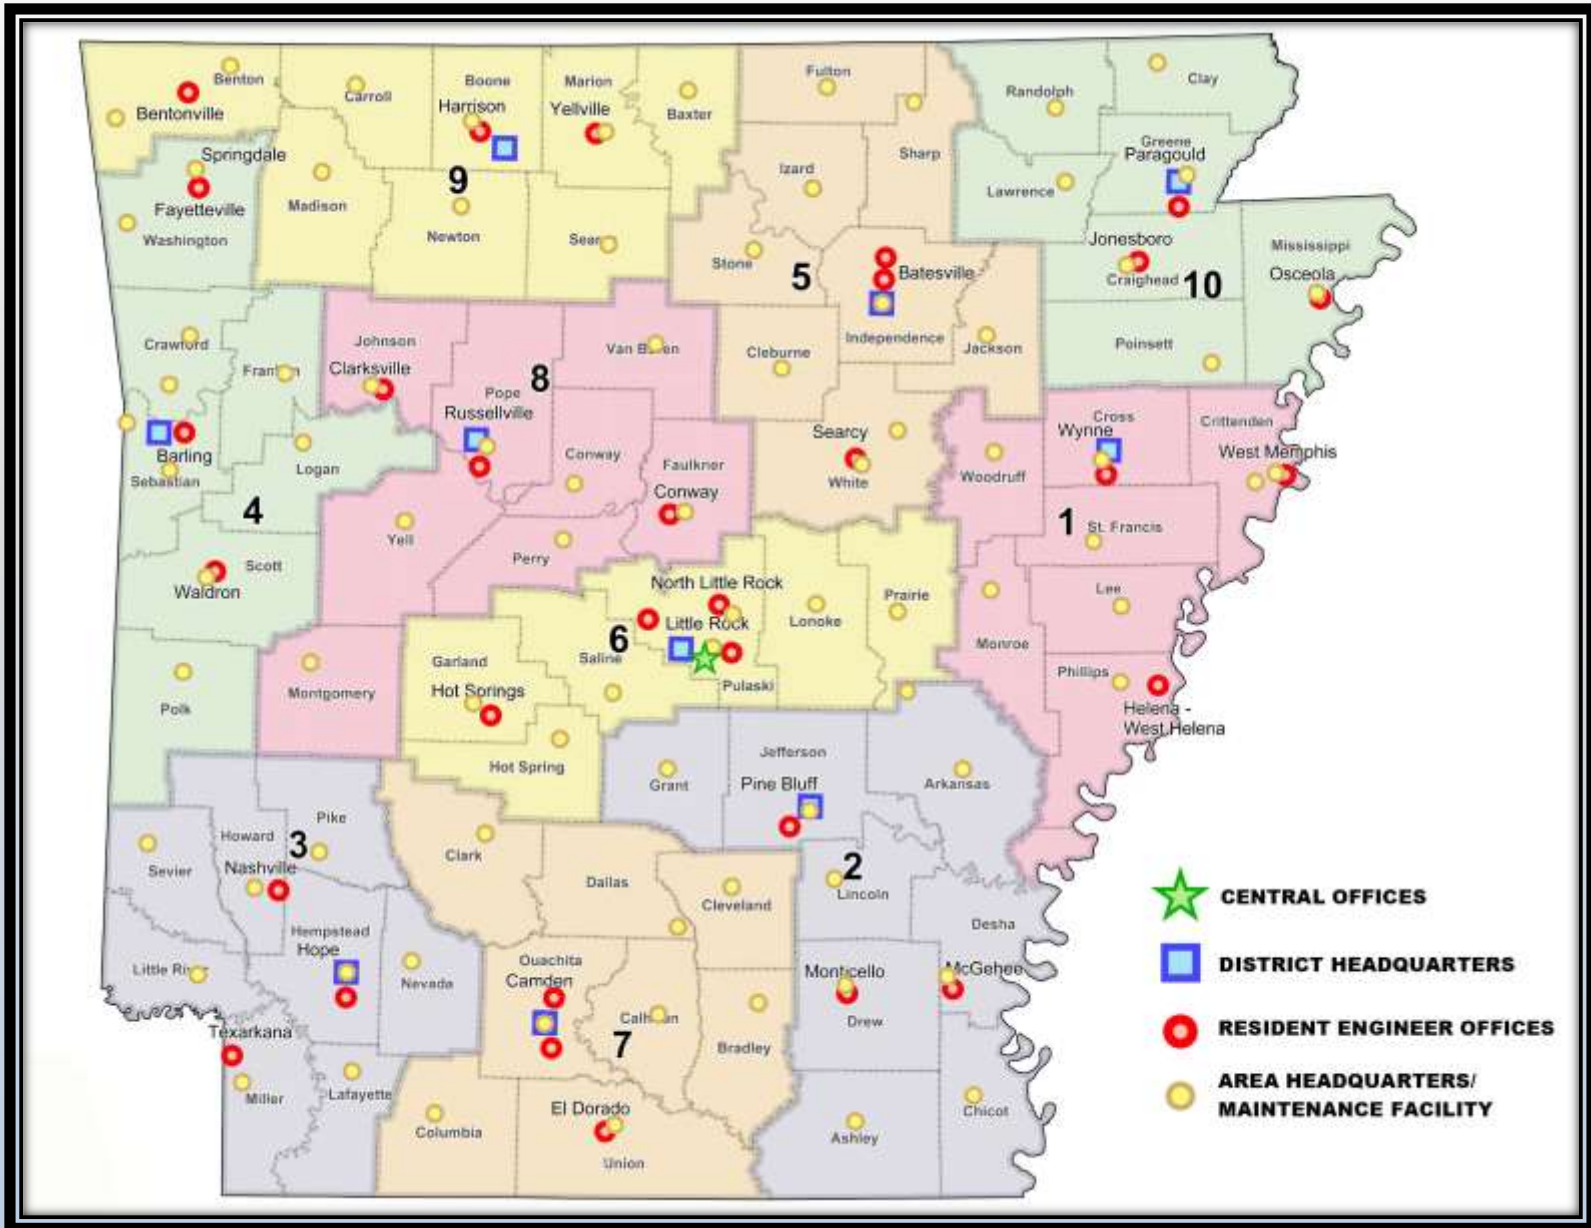 Benton
Bentonville
Carroll
Boone
Harrison
Marion
Yellville
Baxter
Fulton
Sharp
Randolph
Clay
Greene
Paragould
Springdale
Fayetteville
Washington
Madison
9
Newton
Izard
Lawrence
Stone
5
Batesville
Independence
Jackson
Jonesboro
Craighead
10
Mississippi
Osceola
Poinsett
Crawford
Johnson
Clarksville
8
Pope
Russellville
Cleburne
Barling
Sebastian
Logan
4
Conway
Faulkner
Conway
Searcy
White
Woodruff
Cross
Wynne
Crittenden
West Memphis
1
St. Francis
Yell
Perry
Scott
Waldron
North Little Rock
Little Rock
6
Saline
Pulaski
Lonoke
Prairie
Monroe
Lee
Phillips
Helena -
West Helena
Polk
Montgomery
Garland
Hot Springs
Hot Spring
Grant
Jefferson
Pine Bluff
Arkansas
Pike
Howard
3
Nashville
Sevier
Clark
Dallas
Cleveland
2
Lincoln
Desha
Hempstead
Hope
Nevada
Ouachita
Camden
7
Bradley
Monticello
Drew
McGehee
Texarkana
Miller
Lafayette
Columbia
El Dorado
Union
Ashley
Chicot
CENTRAL OFFICES
DISTRICT HEADQUARTERS
RESIDENT ENGINEER OFFICES
AREA HEADQUARTERS/
MAINTENANCE FACILITY